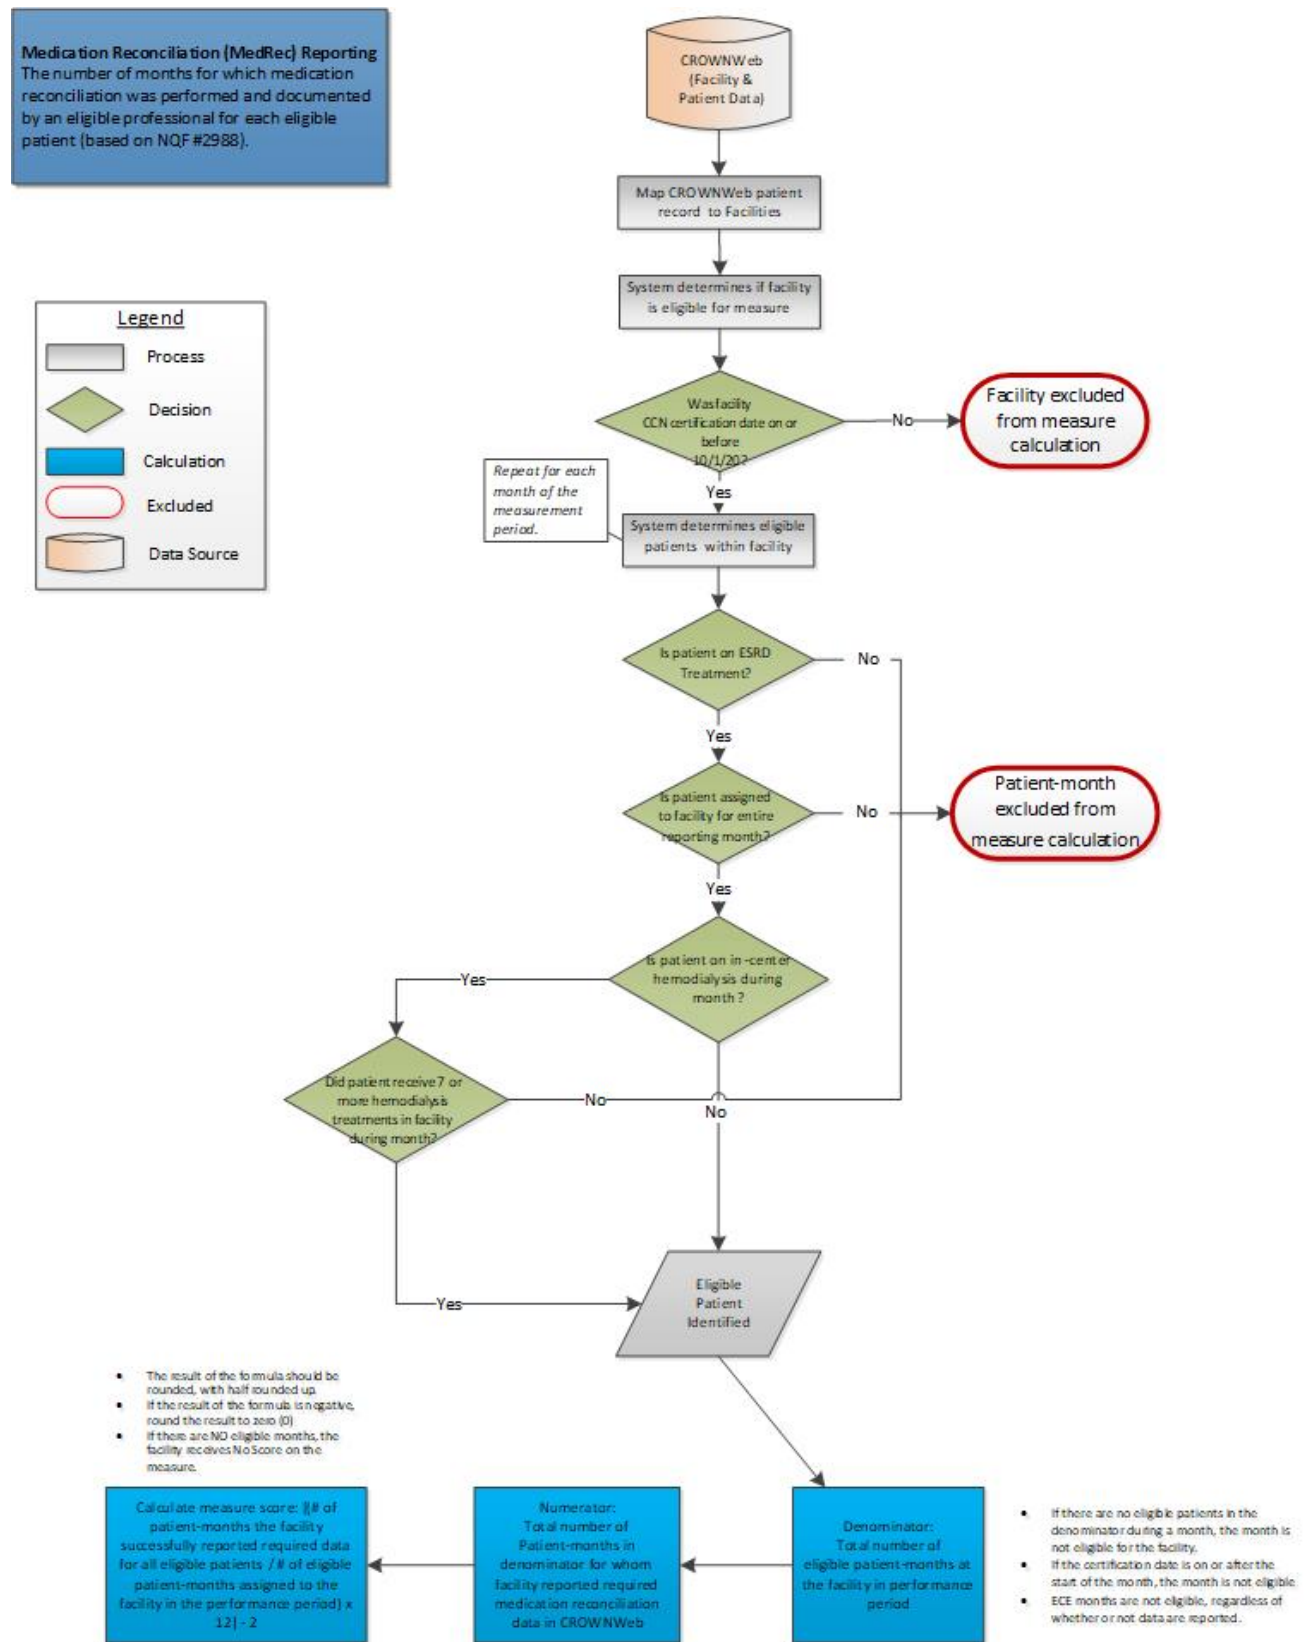 Medication Reconciliation (MedRec) Reporting
The number of months for which medication
reconciliation was performed and documented
by an eligible professional for each eligible
patient (based on NQF #2988).
CROWNWeb
(Facility &
Patient Data)
Map CROWNWeb patient
record to Facilities
System determines if facility
is eligible for measure
Legend
Process
Decision
Calculation
Excluded
Data Source
Was facility
CCN certification date on or
before
10/1/20?
No
Facility excluded
from measure
calculation
Yes
Repeat for each
month of the
measurement
period.
System determines eligible
patients within facility
Is patient on ESRD
Treatment?
No
Yes
Is patient assigned
to facility for entire
reporting month?
No
Patient-month
excluded from
measure calculation
Yes
Is patient on in-center
hemodialysis during
month ?
Yes
Did patient receive 7 or
more hemodialysis
treatments in facility
during month?
No
No
Yes
Eligible
Patient
Identified
• The result of the formula should be
rounded, with half rounded up.
• If the result of the formula is negative,
round the result to zero (0)
• If there are NO eligible months, the
facility receives No Score on the
measure.
Calculate measure score: [(# of
patient-months the facility
successfully reported required data
for all eligible patients / # of eligible
patient-months assigned to the
facility in the performance period) x
12] - 2
Numerator:
Total number of
Patient-months in
denominator for whom
facility reported required
medication reconciliation
data in CROWNWeb
Denominator:
Total number of
eligible patient-months at
the facility in performance
period
• If there are no eligible patients in the
denominator during a month, the month is
not eligible for the facility.
• If the certification date is on or after the
start of the month, the month is not eligible
• ECE months are not eligible, regardless of
whether or not data are reported.